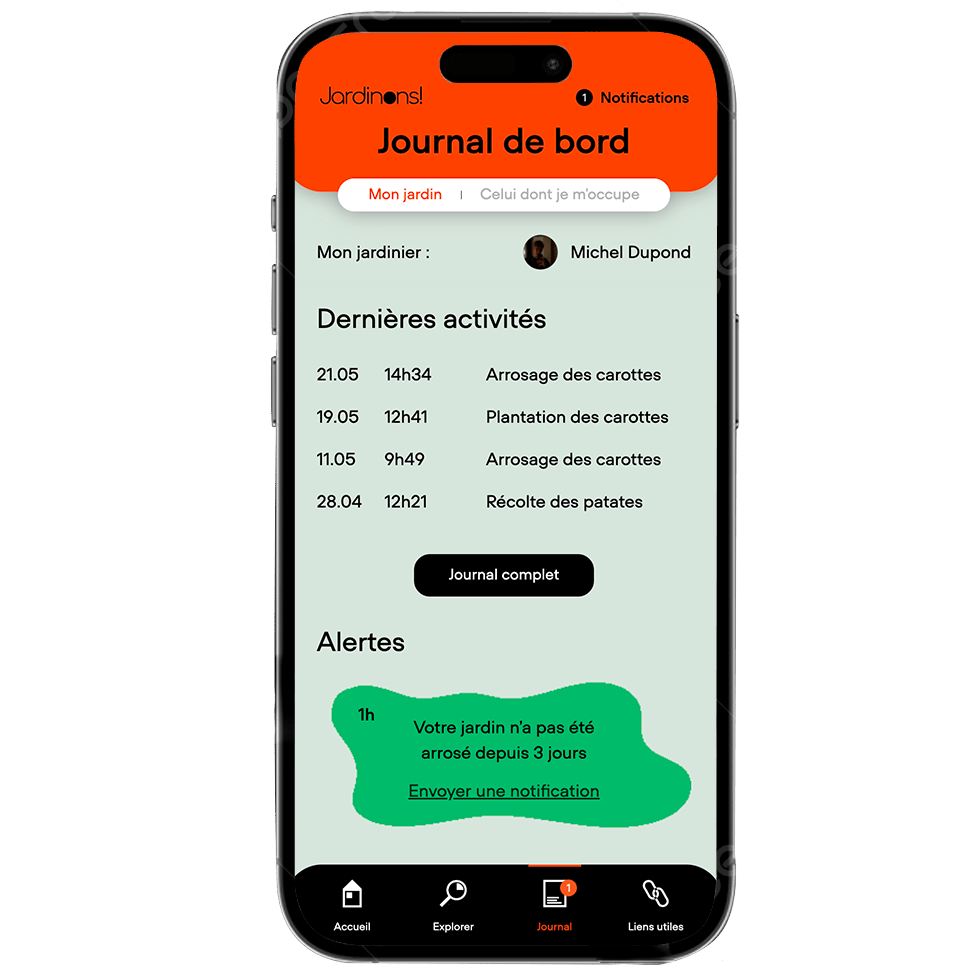 Jardinons!
1 Notifications
Journal de bord
Mon jardin | Celui dont je m'occupe
Mon jardinier : Michel Dupond
Dernières activités
21.05 14h34 Arrosage des carottes
19.05 12h41 Plantation des carottes
11.05 9h49 Arrosage des carottes
28.04 12h21 Récolte des patates
Journal complet
Alertes
1h
Votre jardin n'a pas été
arrosé depuis 3 jours
Envoyer une notification
1
Accueil Explorer Journal Liens utiles